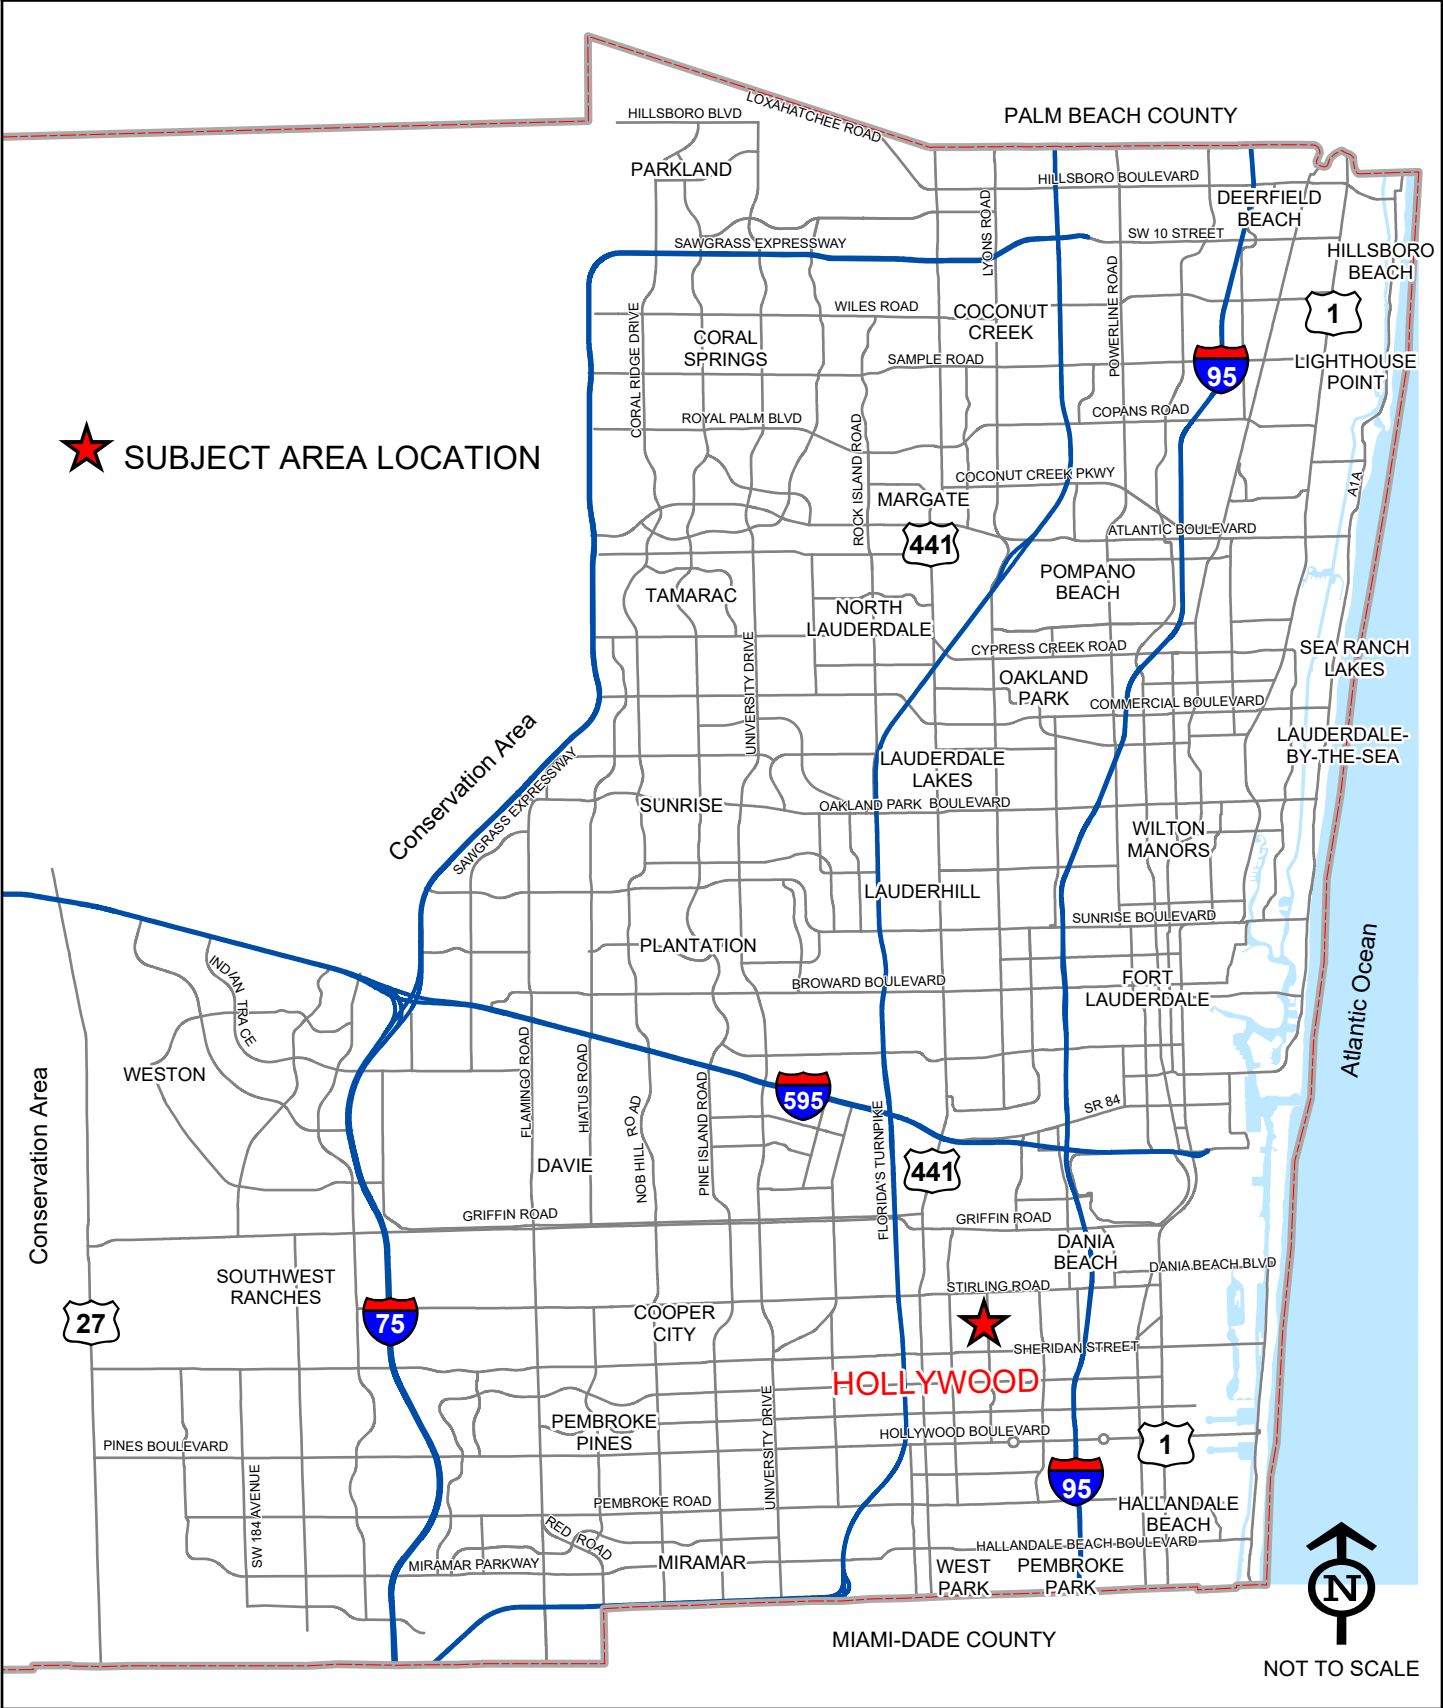 HILLSBORO BLVD
LOXAHATCHEE ROAD
PALM BEACH COUNTY
PARKLAND
HILLSBORO BOULEVARD
DEERFIELD
BEACH
LYONS ROAD
SW 10 STREET
SAWGRASS EXPRESSWAY
HILLSBORO
BEACH
POWERLINE ROAD
1
WILES ROAD
COCONUT
CREEK
CORAL RIDGE DRIVE
CORAL
SPRINGS
SAMPLE ROAD
LIGHTHOUSE
POINT
95
COPANS ROAD
ROYAL PALM BLVD
ROCK ISLAND ROAD
SUBJECT AREA LOCATION
COCONUT CREEK PKWY
A1A
MARGATE
ATLANTIC BOULEVARD
441
POMPANO
BEACH
TAMARAC
NORTH
LAUDERDALE
UNIVERSITY DRIVE
CYPRESS CREEK ROAD
SEA RANCH
LAKES
OAKLAND
PARK
COMMERCIAL BOULEVARD
Conservation Area
SAWGRASS EXPRESSWAY
LAUDERDALE-
BY-THE-SEA
LAUDERDALE
LAKES
SUNRISE
OAKLAND PARK BOULEVARD
WILTON
MANORS
LAUDERHILL
SUNRISE BOULEVARD
PLANTATION
BROWARD BOULEVARD
FORT
LAUDERDALE
Atlantic Ocean
INDIAN TRACE
WESTON
Conservation Area
FLAMINGO ROAD
HIATUS ROAD
NOB HILL ROAD
PINE ISLAND ROAD
595
SR 84
FLORIDA'S TURNPIKE
DAVIE
441
GRIFFIN ROAD
GRIFFIN ROAD
DANIA
BEACH
DANIA BEACH BLVD
SOUTHWEST
RANCHES
STIRLING ROAD
27
75
COOPER
CITY
SHERIDAN STREET
HOLLYWOOD
UNIVERSITY DRIVE
PEMBROKE
PINES
HOLLYWOOD BOULEVARD
1
PINES BOULEVARD
SW 184 AVENUE
95
PEMBROKE ROAD
HALLANDALE
BEACH
RED ROAD
HALLANDALE BEACH BOULEVARD
MIRAMAR PARKWAY
MIRAMAR
WEST
PARK
PEMBROKE
PARK
N
MIAMI-DADE COUNTY
NOT TO SCALE